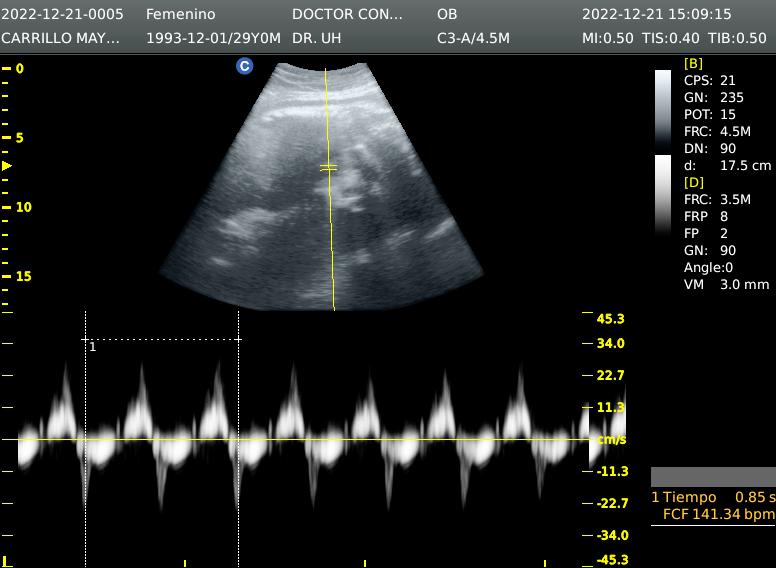 2022-12-21-0005 Femenino DOCTOR CON... OB 2022-12-21 15:09:15
CARRILLO MAY... 1993-12-01/29Y0M DR. UH C3-A/4.5M MI:0.50 TIS:0.40 TIB:0.50
C
0
5
10
15
[B]
CPS: 21
GN: 235
POT: 15
FRC: 4.5M
DN: 90
d: 17.5 cm
[D]
FRC: 3.5M
FRP 8
FP 2
GN: 90
Angle:0
VM 3.0 mm
1
45.3
34.0
22.7
11.3
cm/s
-11.3
-22.7
-34.0
-45.3
1 Tiempo 0.85 s
FCF 141.34 bpm